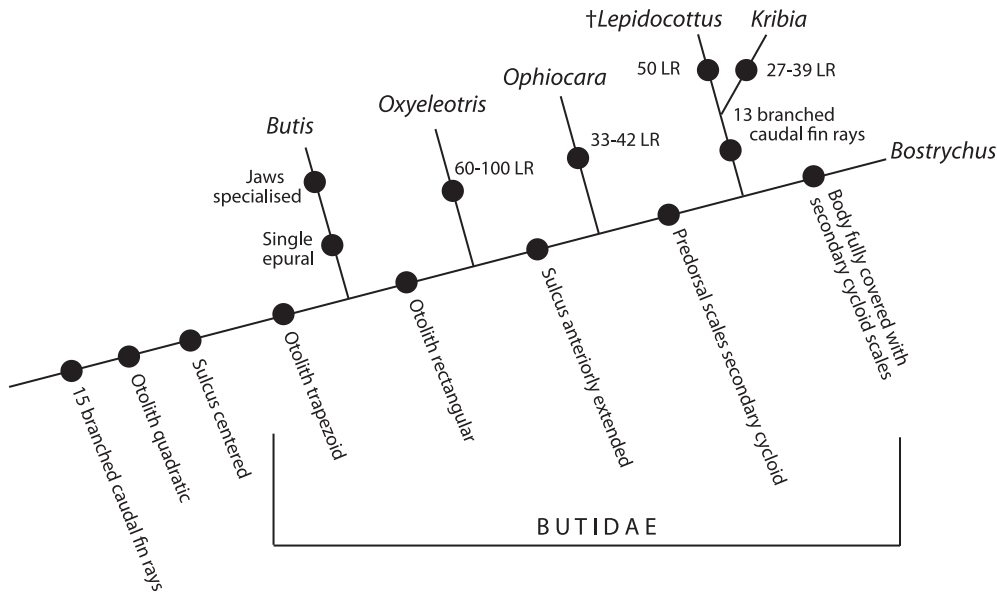 †Lepidocottus
Kribia
50 LR
27-39 LR
Ophiocara
Oxyeleotris
13 branched
caudal fin rays
Butis
33-42 LR
Bostrychus
60-100 LR
Jaws
specialised
Single
epural
15 branched caudal fin rays
Otolith quadratic
Sulcus centered
Otolith trapezoid
Otolith rectangular
Sulcus anteriorly extended
Predorsal scales secondary cycloid
Body fully covered with
secondary cycloid scales
BUTIDAE